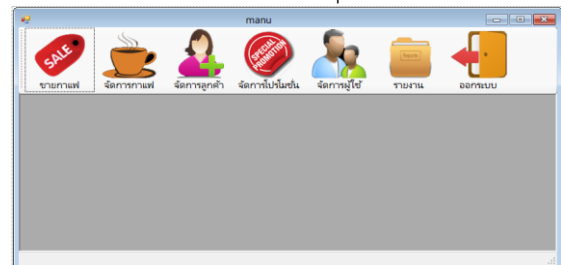 manu
SALE
SPECIAL
PROMOTION
Reports
ขายกาแฟ จัดการกาแฟ จัดการลูกค้า จัดการโปรโมชั่น จัดการผู้ใช้ รายงาน ออกระบบ